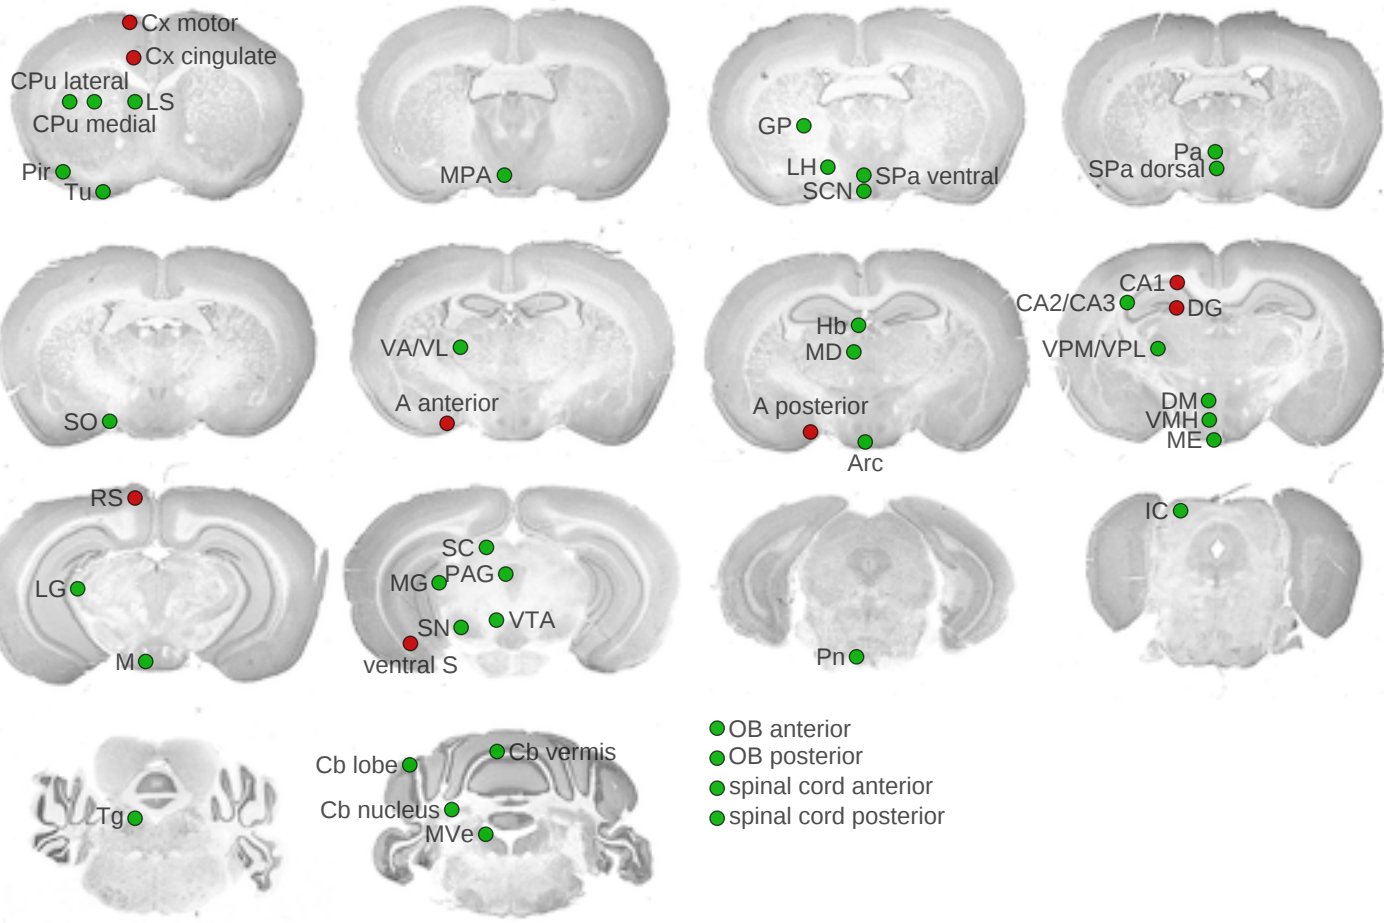 Cx motor
Cx cingulate
CPu lateral
LS
CPu medial
Pir
Tu
MPA
GP
LH
SPa ventral
SCN
Pa
SPa dorsal
SO
VA/VL
A anterior
Hb
MD
A posterior
Arc
CA1
CA2/CA3
DG
VPM/VPL
DM
VMH
ME
RS
LG
M
SC
MG
PAG
SN
VTA
ventral S
Pn
IC
Tg
Cb lobe
Cb vermis
Cb nucleus
MVe
OB anterior
OB posterior
spinal cord anterior
spinal cord posterior